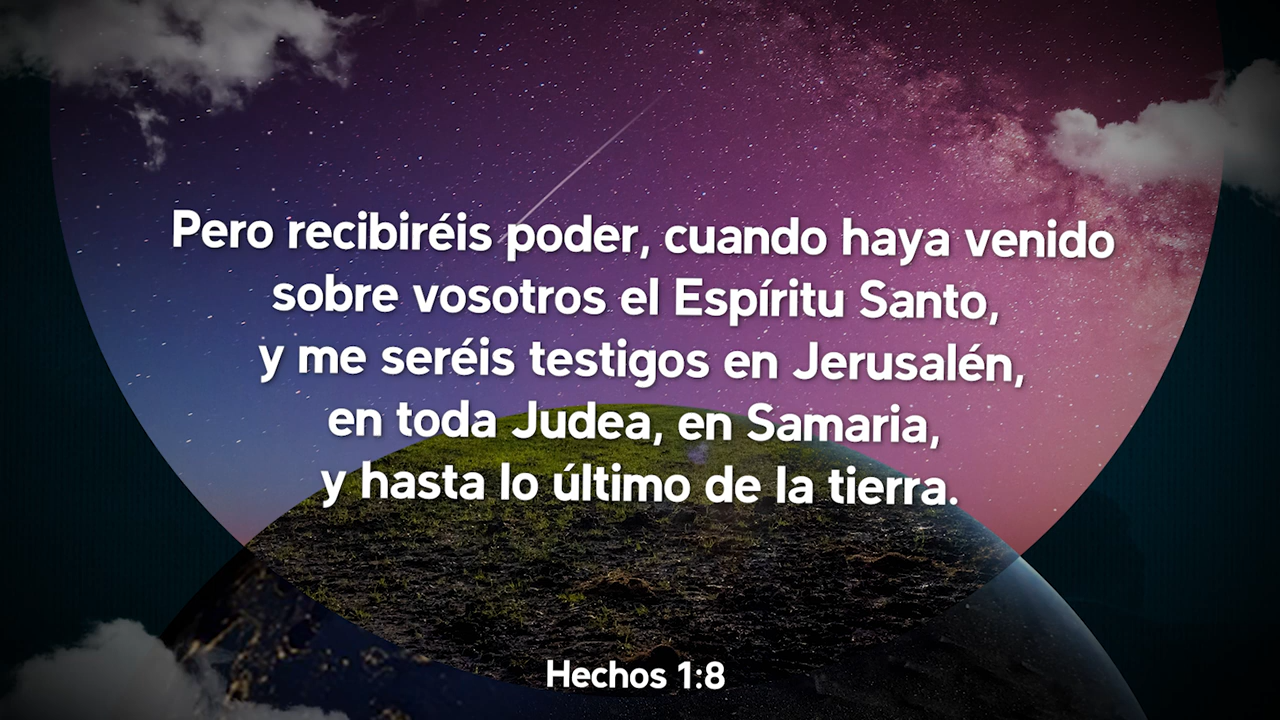 Pero recibiréis poder, cuando haya venido
sobre vosotros el Espíritu Santo,
y me seréis testigos en Jerusalén,
en toda Judea, en Samaria,
y hasta lo último de la tierra.
Hechos 1:8